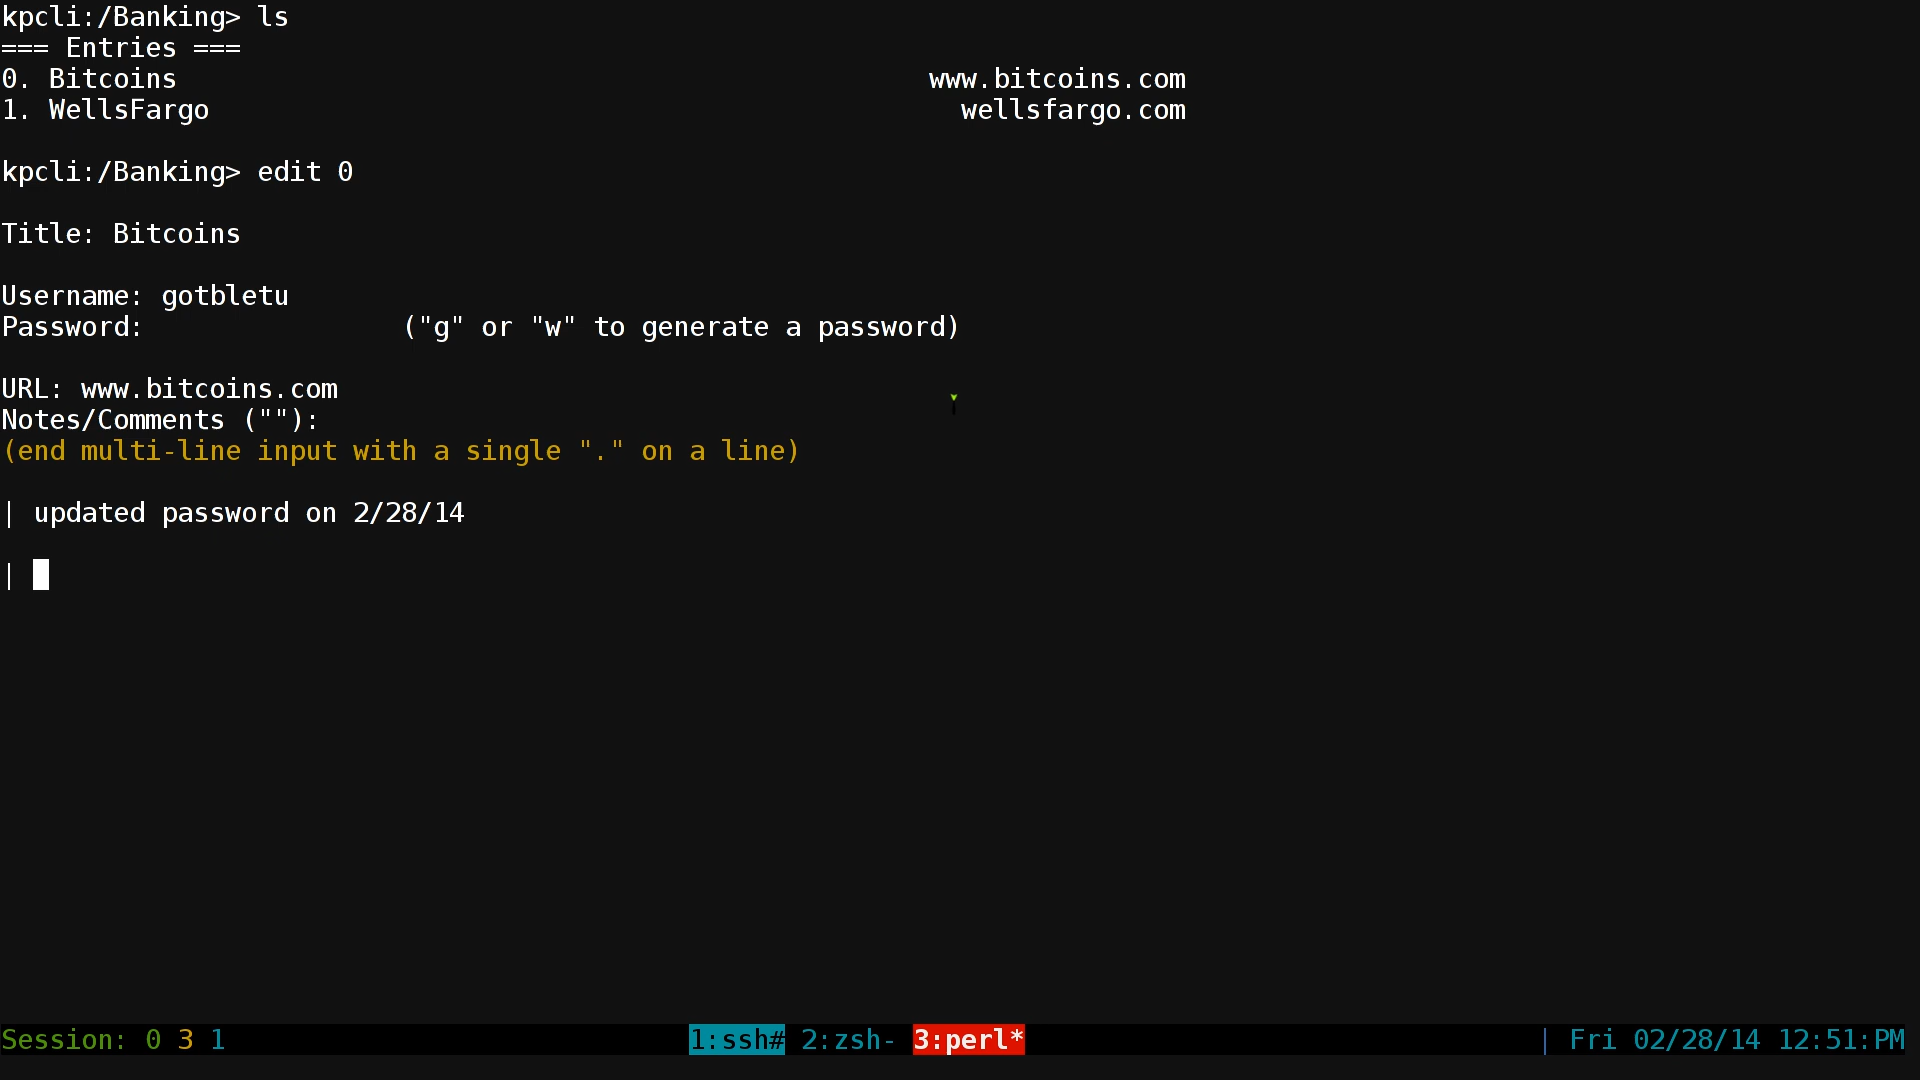 kpcli:/Banking> ls
=== Entries ===
0. Bitcoins www.bitcoins.com
1. WellsFargo wellsfargo.com
kpcli:/Banking> edit 0
Title: Bitcoins
Username: gotbletu
Password: ("g" or "w" to generate a password)
URL: www.bitcoins.com
Notes/Comments (""):
(end multi-line input with a single "." on a line)
| updated password on 2/28/14
|
Session: 0 3 1 1:ssh# 2:zsh- 3:perl* | Fri 02/28/14 12:51:PM